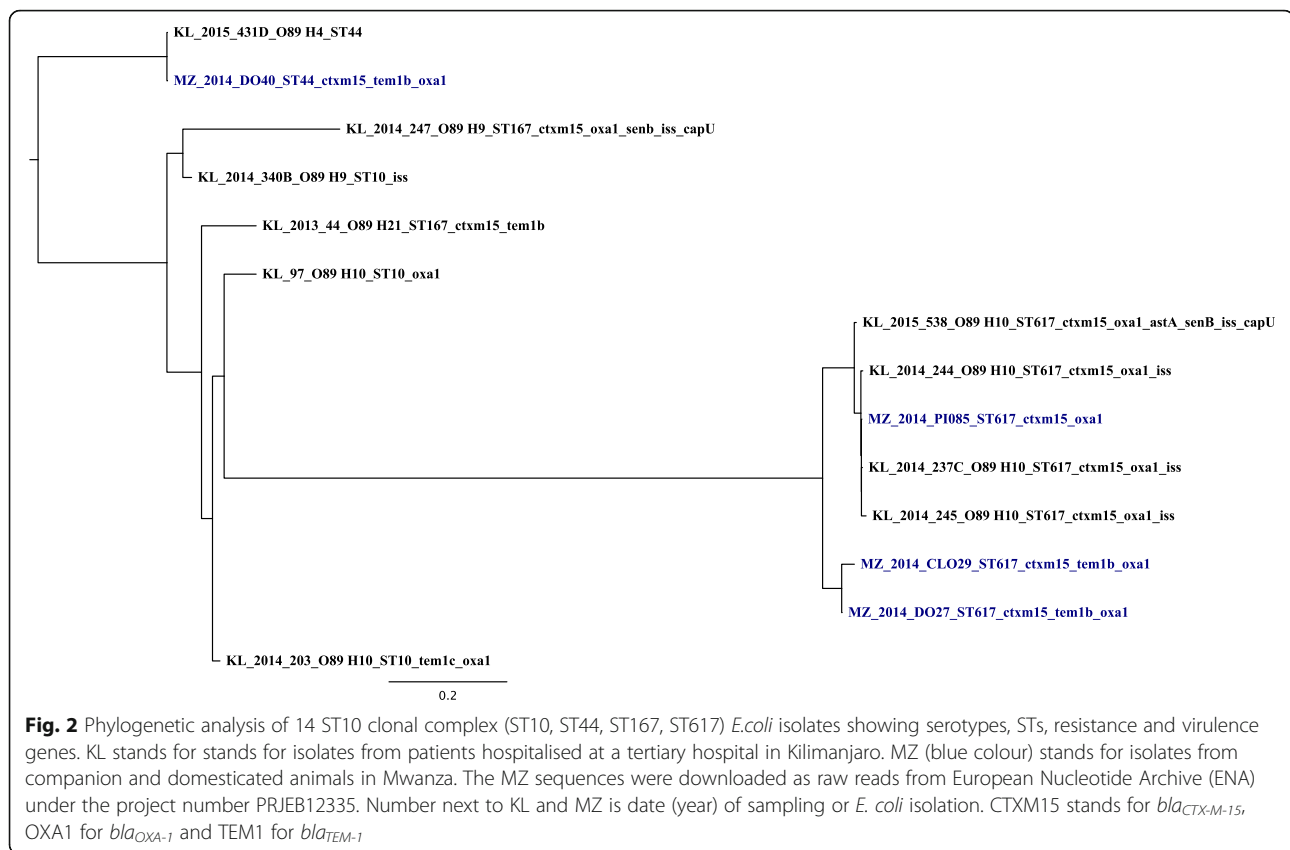 KL_2015_431D_O89 H4_ST44
MZ_2014_DO40_ST44_ctxm15_tem1b_oxa1
KL_2014_247_O89 H9_ST167_ctxm15_oxa1_senb_iss_capU
KL_2014_340B_O89 H9_ST10_iss
KL_2013_44_O89 H21_ST167_ctxm15_tem1b
KL_97_O89 H10_ST10_oxa1
KL_2015_538_O89 H10_ST617_ctxm15_oxa1_astA_senB_iss_capU
KL_2014_244_O89 H10_ST617_ctxm15_oxa1_iss
MZ_2014_PI085_ST617_ctxm15_oxa1
KL_2014_237C_O89 H10_ST617_ctxm15_oxa1_iss
KL_2014_245_O89 H10_ST617_ctxm15_oxa1_iss
MZ_2014_CLO29_ST617_ctxm15_tem1b_oxa1
MZ_2014_DO27_ST617_ctxm15_tem1b_oxa1
KL_2014_203_O89 H10_ST10_tem1c_oxa1
0.2
Fig. 2 Phylogenetic analysis of 14 ST10 clonal complex (ST10, ST44, ST167, ST617) E.coli isolates showing serotypes, STs, resistance and virulence
genes. KL stands for stands for isolates from patients hospitalised at a tertiary hospital in Kilimanjaro. MZ (blue colour) stands for isolates from
companion and domesticated animals in Mwanza. The MZ sequences were downloaded as raw reads from European Nucleotide Archive (ENA)
under the project number PRJEB12335. Number next to KL and MZ is date (year) of sampling or E. coli isolation. CTXM15 stands for blaCTX-M-15,
OXA1 for blaOXA-1 and TEM1 for blaTEM-1